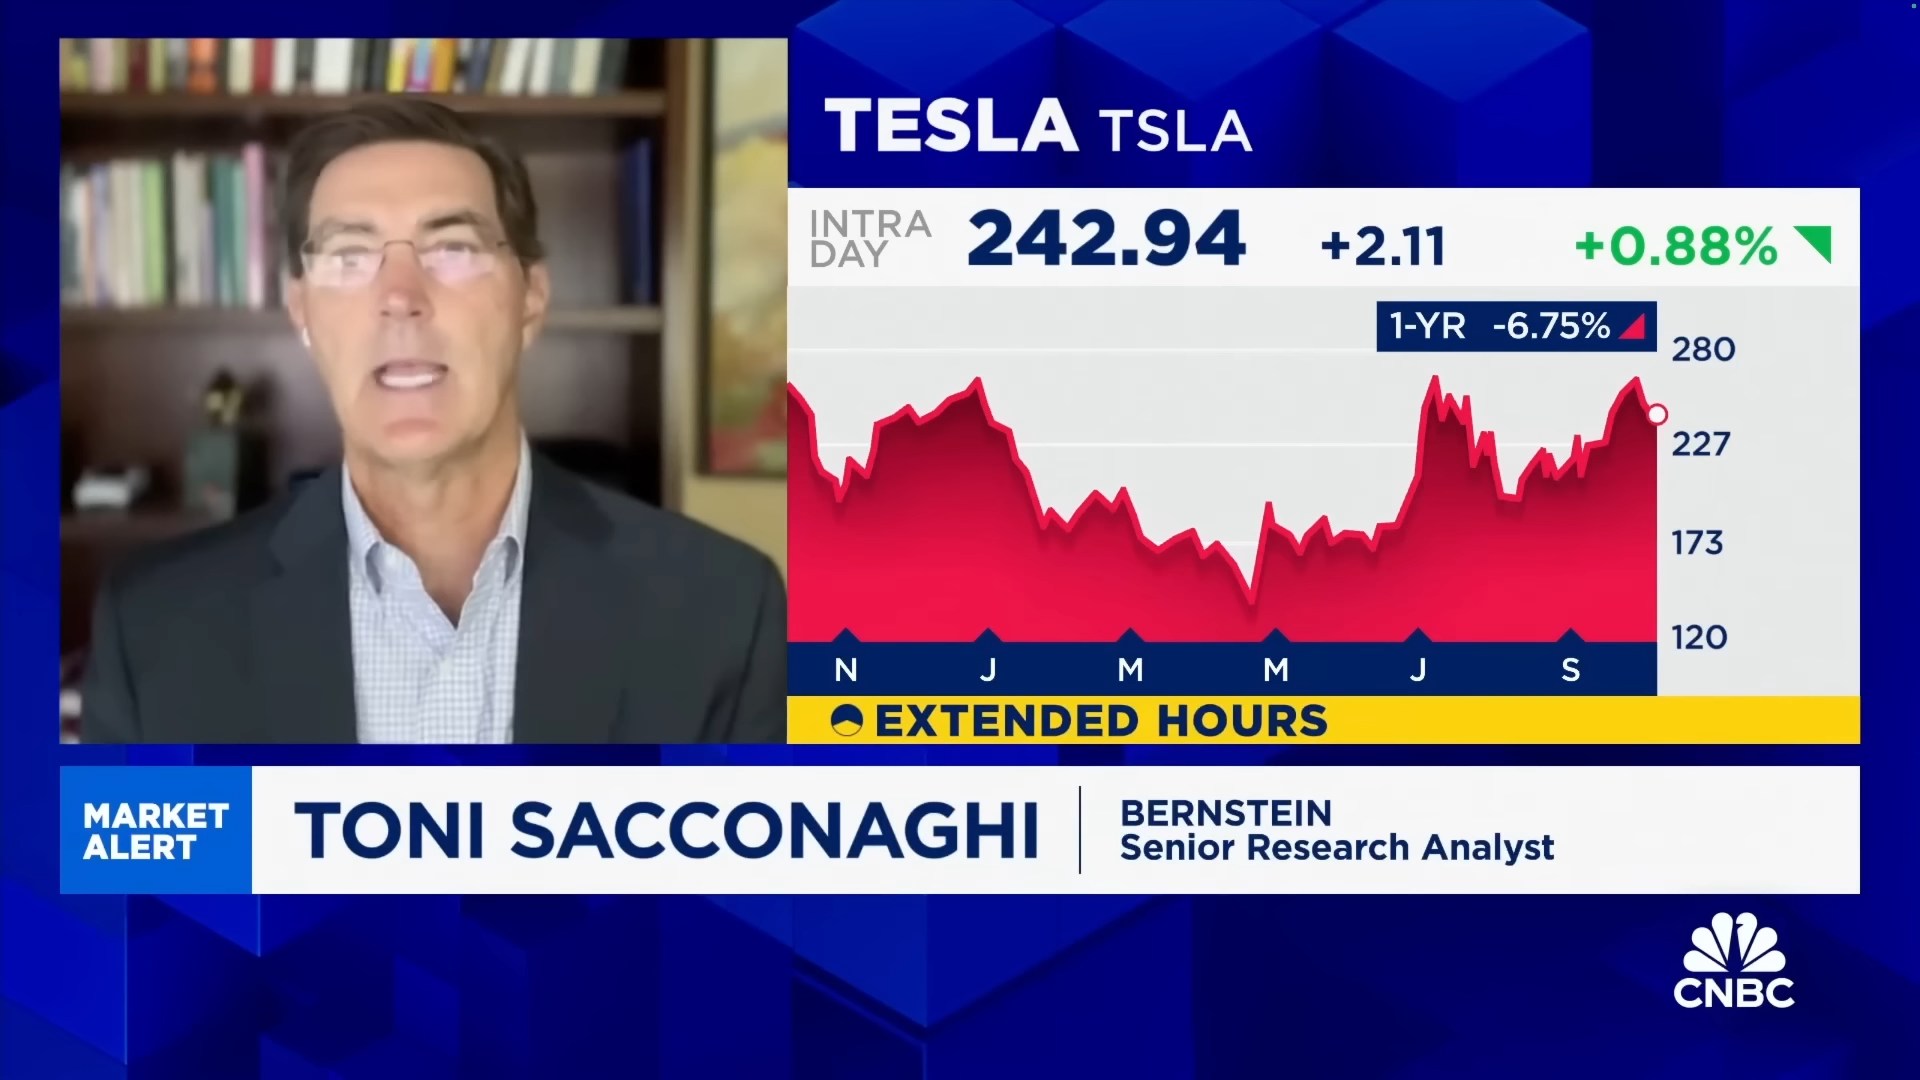 TESLA TSLA
INTRA DAY 242.94 +2.11 +0.88%
1-YR -6.75%
280
227
173
120
N J M M J S
EXTENDED HOURS
MARKET ALERT
TONI SACCONAGHI
BERNSTEIN
Senior Research Analyst
CNBC